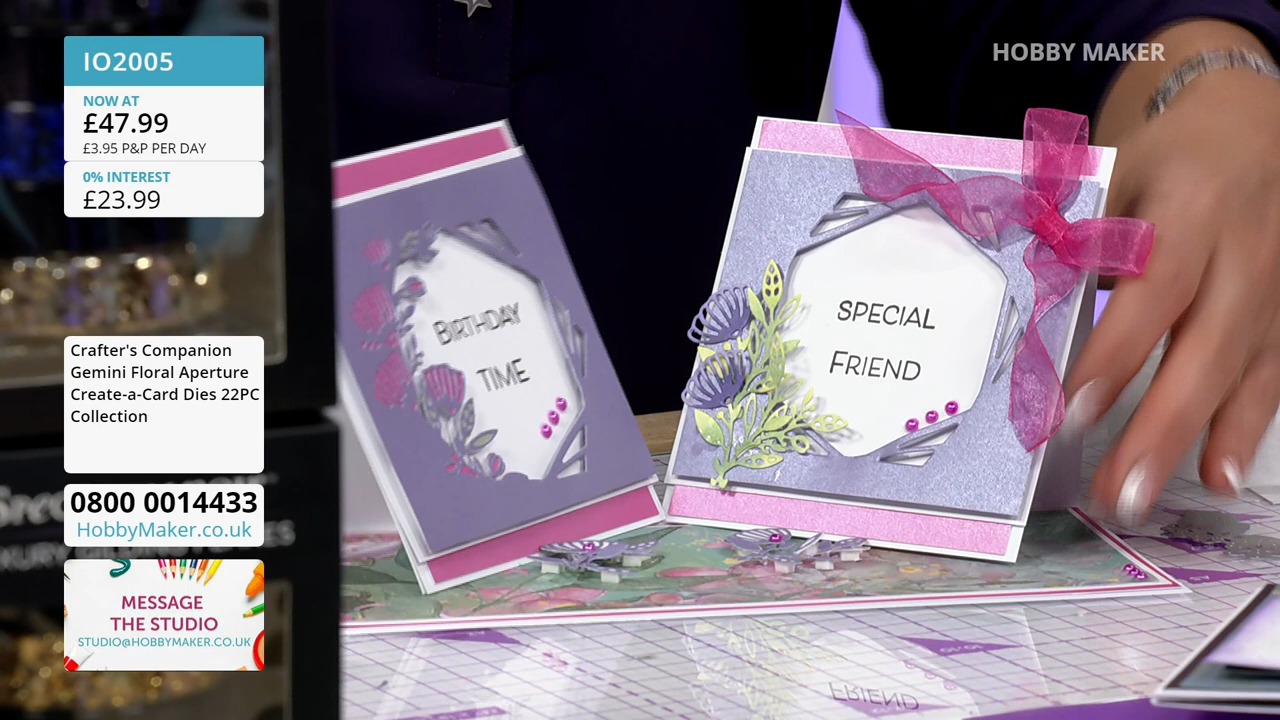 IO2005
NOW AT
£47.99
£3.95 P&P PER DAY
0% INTEREST
£23.99
Crafter's Companion
Gemini Floral Aperture
Create-a-Card Dies 22PC
Collection
0800 0014433
HobbyMaker.co.uk
MESSAGE
THE STUDIO
STUDIO@HOBBYMAKER.CO.UK
HOBBY MAKER
BIRTHDAY
TIME
SPECIAL
FRIEND
FRIEND